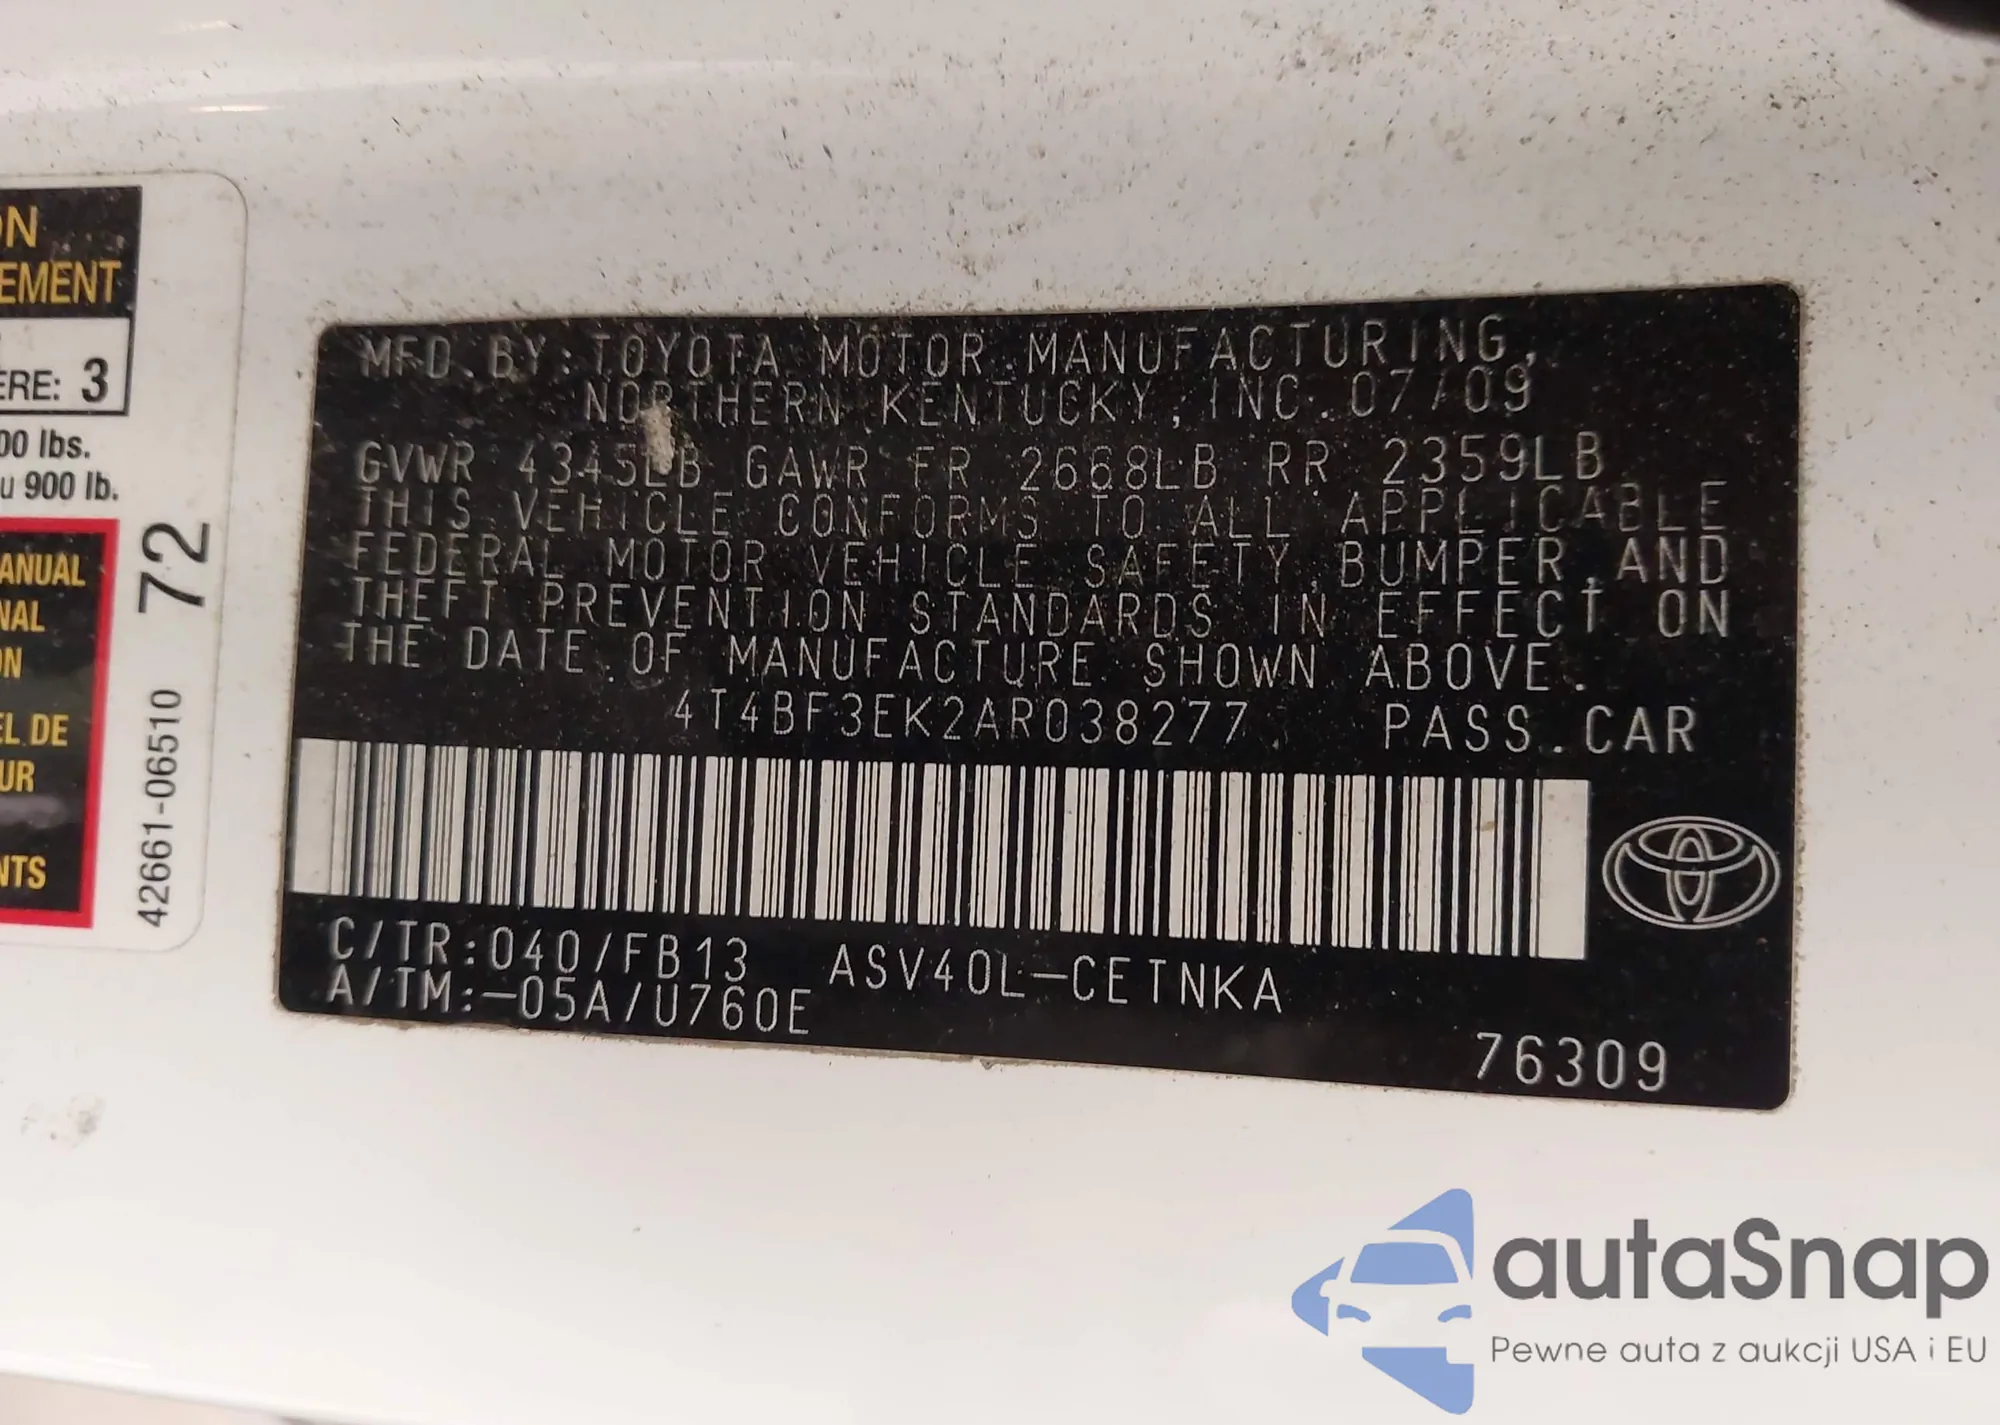 ON
EMENT
ERE: 3
00 lbs.
u 900 lb.
ANUAL
NAL
ON
EL DE
UR
NTS
72
42661-06510
MFD. BY: TOYOTA MOTOR MANUFACTURING,
NORTHERN KENTUCKY, INC. 07/09
GVWR 4345LB GAWR FR 2668LB RR 2359LB
THIS VEHICLE CONFORMS TO ALL APPLICABLE
FEDERAL MOTOR VEHICLE SAFETY, BUMPER, AND
THEFT PREVENTION STANDARDS IN EFFECT ON
THE DATE OF MANUFACTURE SHOWN ABOVE.
4T4BF3EK2AR038277 PASS. CAR
C/TR: 040/FB13 ASV40L-CETNKA
A/TM: -05A/U760E
76309
autaSnap
Pewne auta z aukcji USA i EU